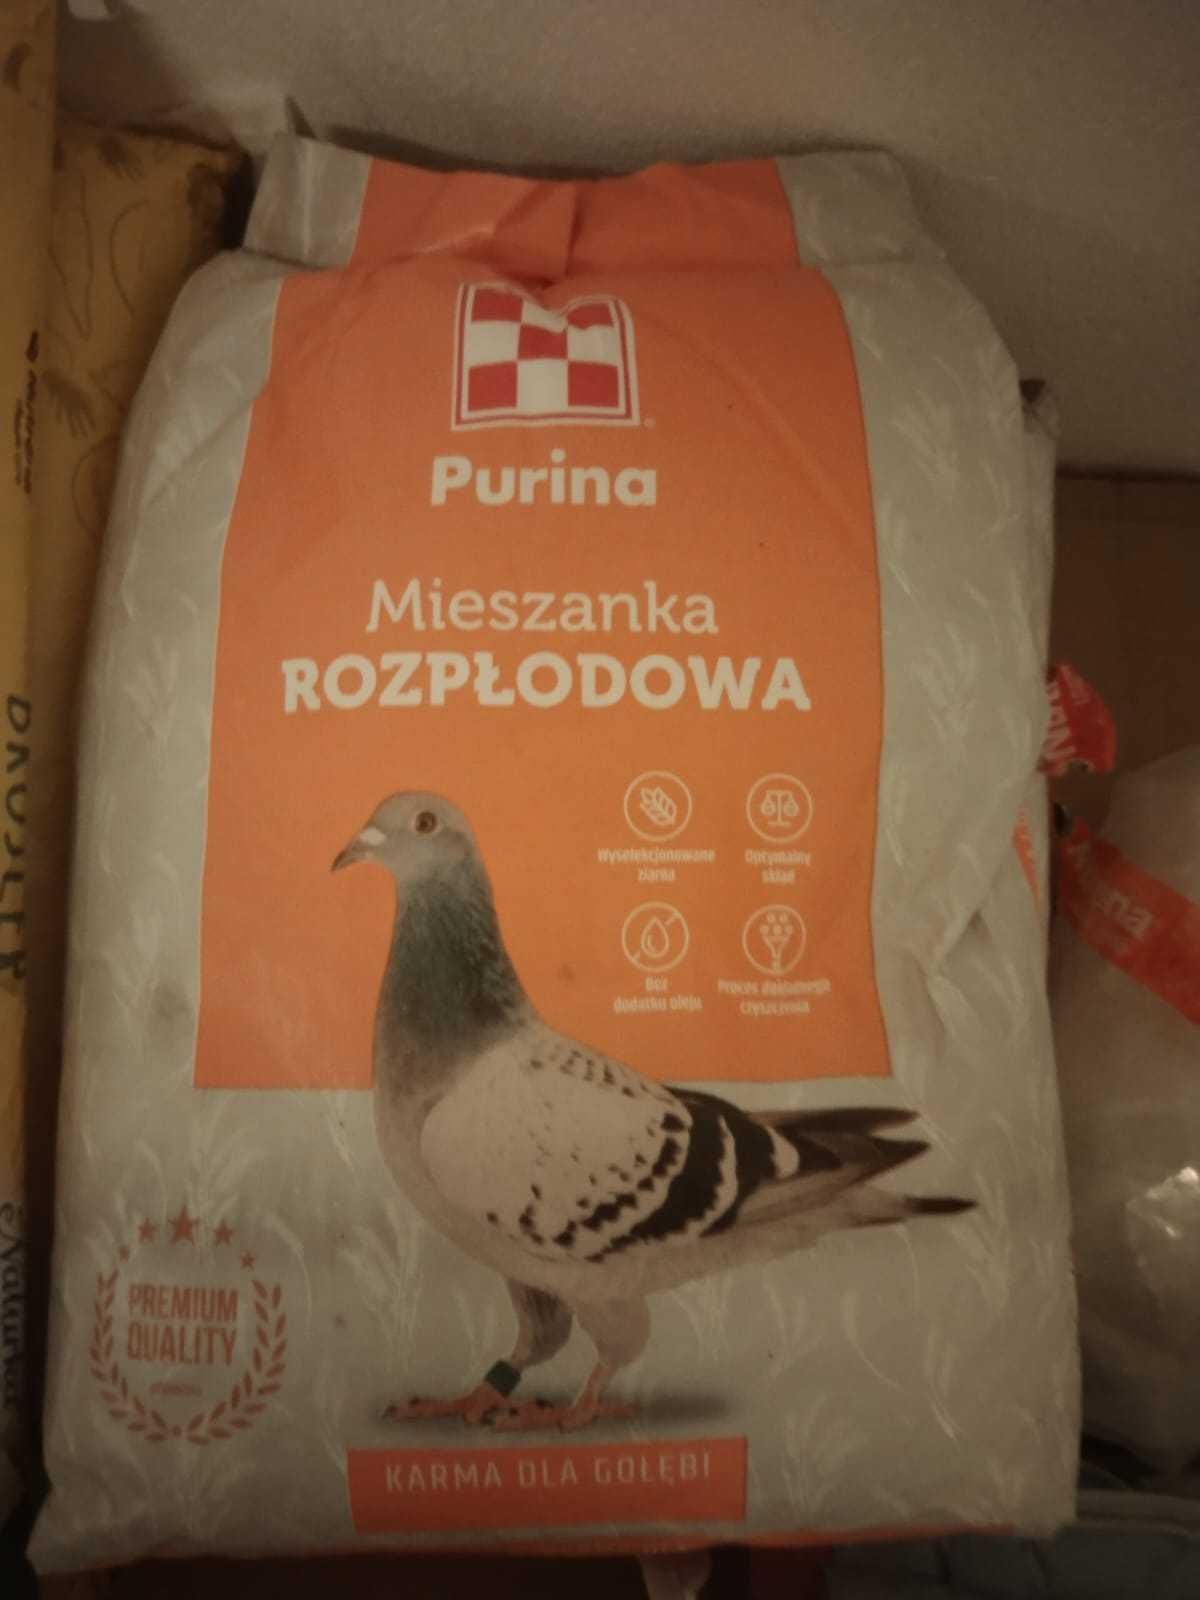 Purina
Mieszanka
ROZPŁODOWA
Wyselekcjonowane
ziarna
Optymalny
skład
Bez
dodatku oleju
Proces dokładnego
czyszczenia
PREMIUM
QUALITY
KARMA DLA GOŁĘBI